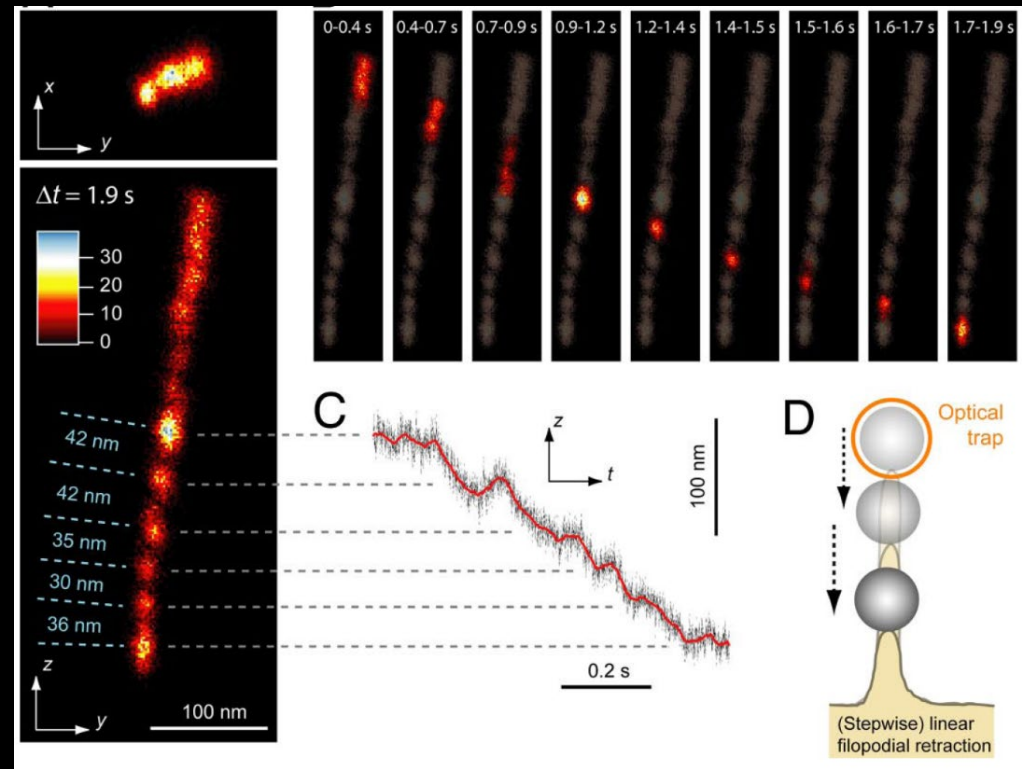 x
y
Δt = 1.9 s
30
20
10
0
42 nm
42 nm
35 nm
30 nm
36 nm
z
y
100 nm
0-0.4 s
0.4-0.7 s
0.7-0.9 s
0.9-1.2 s
1.2-1.4 s
1.4-1.5 s
1.5-1.6 s
1.6-1.7 s
1.7-1.9 s
C
z
t
100 nm
0.2 s
D
Optical
trap
(Stepwise) linear
filopodial retraction